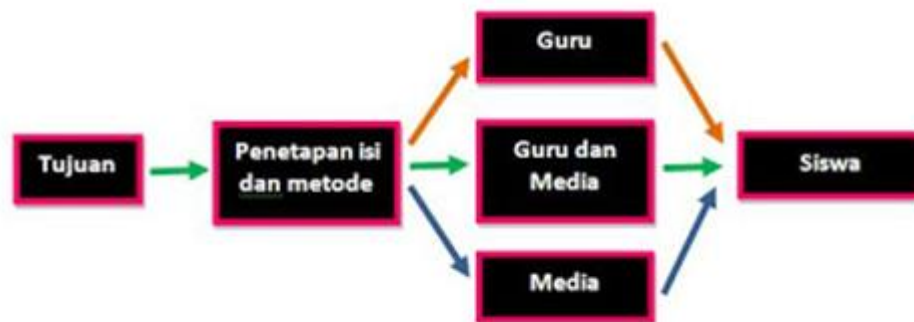 Tujuan
Penetapan isi
dan metode
Guru
Guru dan
Media
Media
Siswa